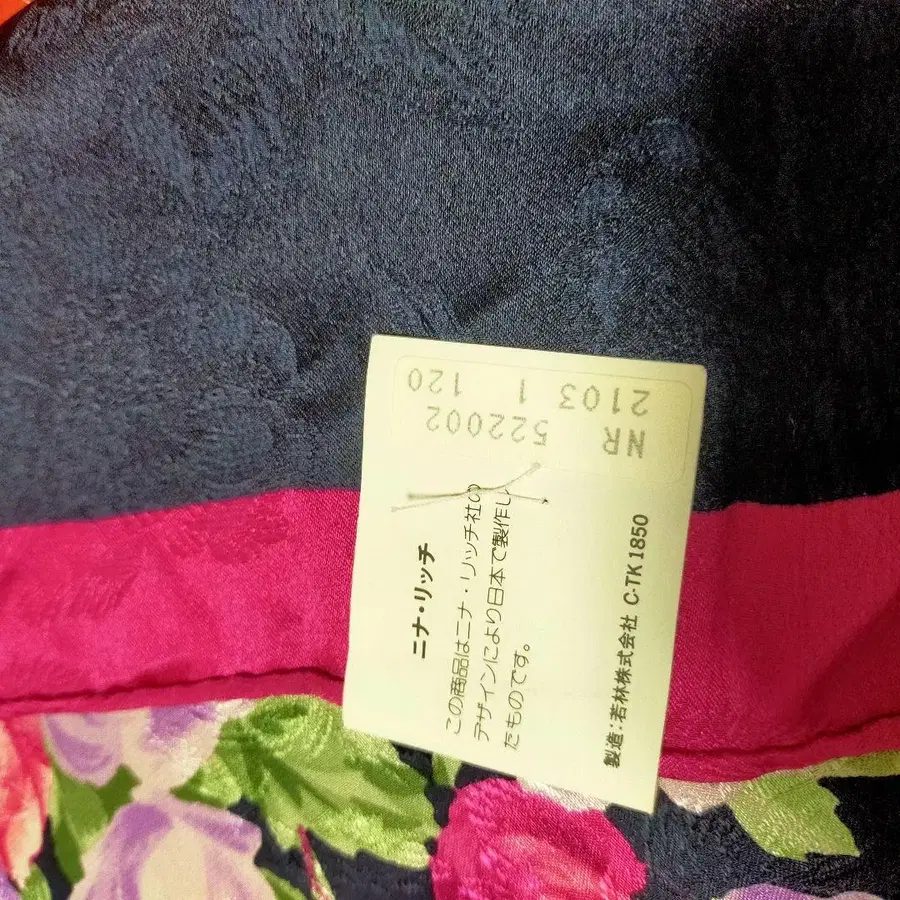 ニナ・リッチ
この商品はニナ・リッチ社の
デザインにより日本で製作し
たものです。
製造：若林株式会社 C-TK1850
NR 522002
2103 1 120